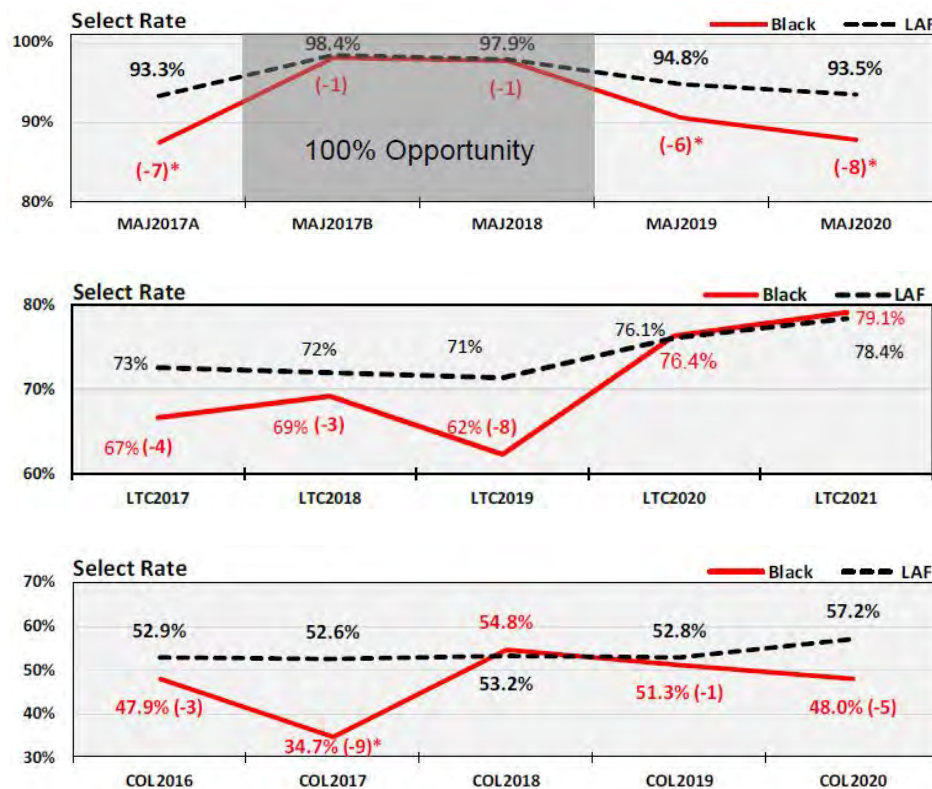 Select Rate Black LAF
100%
98.4% 97.9%
93.3% 94.8% 93.5%
(-1) (-1)
90%
100% Opportunity
(-7)* (-6)* (-8)*
80%
MAJ2017A MAJ2017B MAJ2018 MAJ2019 MAJ2020
Select Rate Black LAF
80%
79.1%
76.1%
73% 72% 71% 78.4%
76.4%
70%
67% (-4) 69% (-3) 62% (-8)
60%
LTC2017 LTC2018 LTC2019 LTC2020 LTC2021
Select Rate Black LAF
70%
60%
52.9% 52.6% 54.8% 52.8% 57.2%
50%
53.2%
47.9% (-3) 51.3% (-1) 48.0% (-5)
40%
34.7% (-9)*
30%
COL2016 COL2017 COL2018 COL2019 COL2020